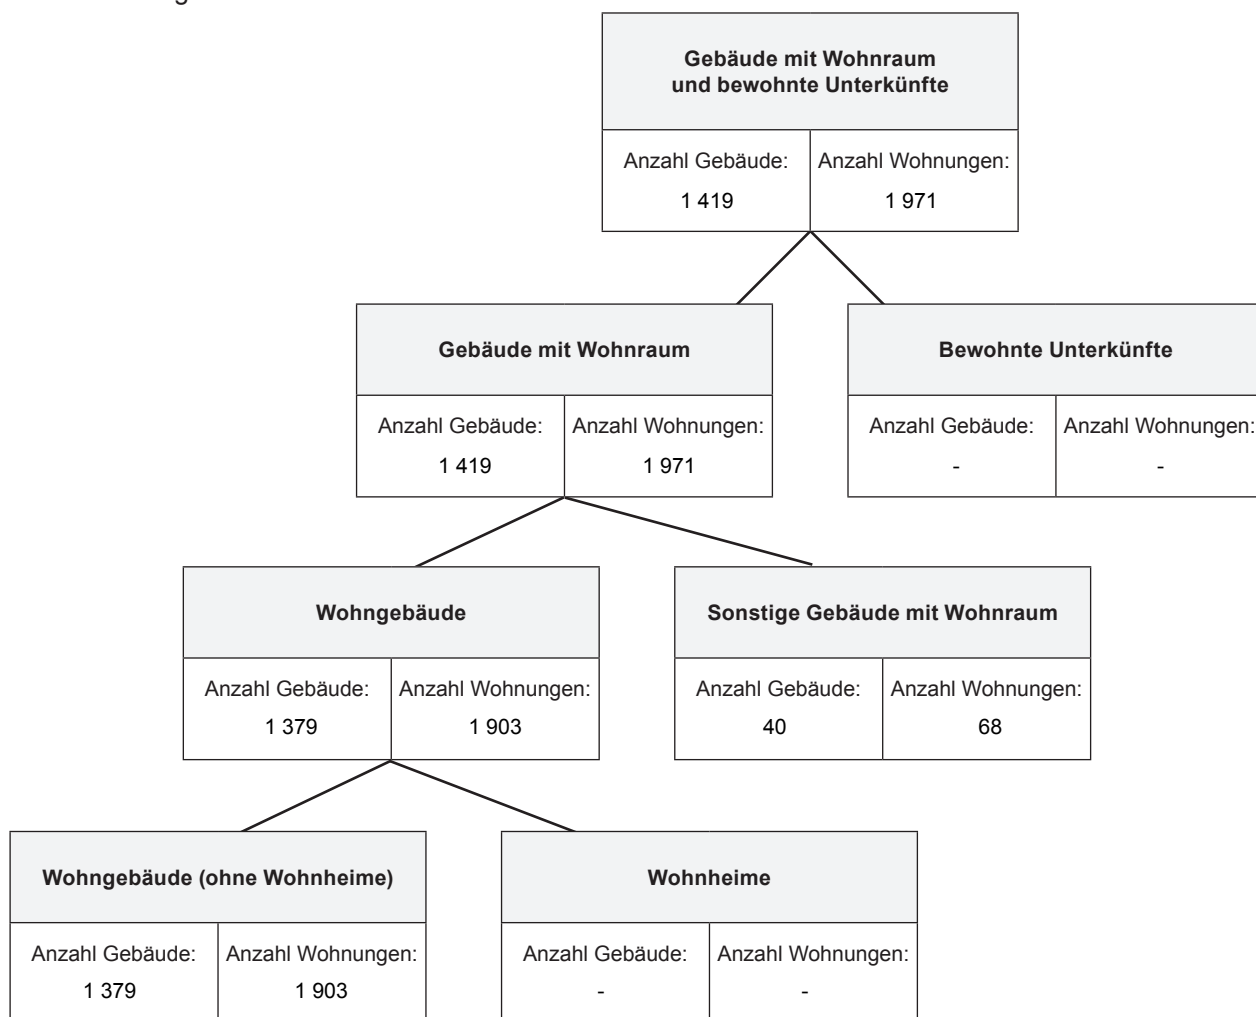 Gebäude mit Wohnraum
und bewohnte Unterkünfte
Anzahl Gebäude: Anzahl Wohnungen:
1 419 1 971
Gebäude mit Wohnraum Bewohnte Unterkünfte
Anzahl Gebäude: Anzahl Wohnungen: Anzahl Gebäude: Anzahl Wohnungen:
1 419 1 971 - -
Wohngebäude Sonstige Gebäude mit Wohnraum
Anzahl Gebäude: Anzahl Wohnungen: Anzahl Gebäude: Anzahl Wohnungen:
1 379 1 903 40 68
Wohngebäude (ohne Wohnheime) Wohnheime
Anzahl Gebäude: Anzahl Wohnungen: Anzahl Gebäude: Anzahl Wohnungen:
1 379 1 903 - -